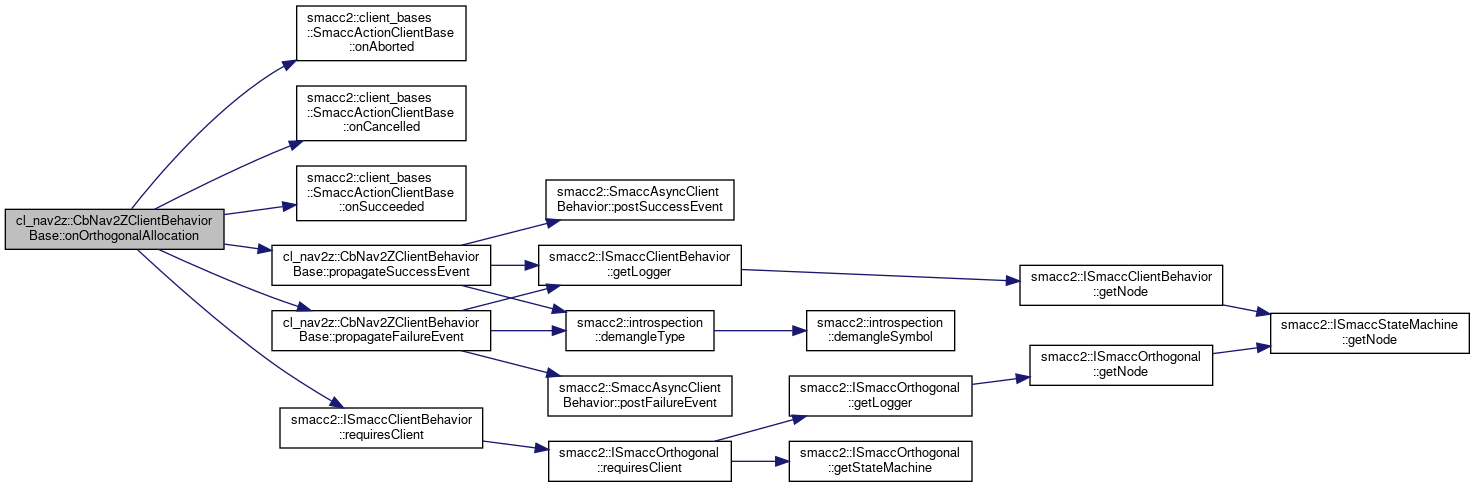 smacc2::client_bases
::SmaccActionClientBase
::onAborted
smacc2::client_bases
::SmaccActionClientBase
::onCancelled
smacc2::client_bases
::SmaccActionClientBase
::onSucceeded
cl_nav2z::CbNav2ZClientBehavior
Base::onOrthogonalAllocation
cl_nav2z::CbNav2ZClientBehavior
Base::propagateSuccessEvent
cl_nav2z::CbNav2ZClientBehavior
Base::propagateFailureEvent
smacc2::ISmaccClientBehavior
::requiresClient
smacc2::SmaccAsyncClient
Behavior::postSuccessEvent
smacc2::ISmaccClientBehavior
::getLogger
smacc2::introspection
::demangleType
smacc2::SmaccAsyncClient
Behavior::postFailureEvent
smacc2::ISmaccOrthogonal
::requiresClient
smacc2::introspection
::demangleSymbol
smacc2::ISmaccOrthogonal
::getLogger
smacc2::ISmaccOrthogonal
::getStateMachine
smacc2::ISmaccClientBehavior
::getNode
smacc2::ISmaccOrthogonal
::getNode
smacc2::ISmaccStateMachine
::getNode